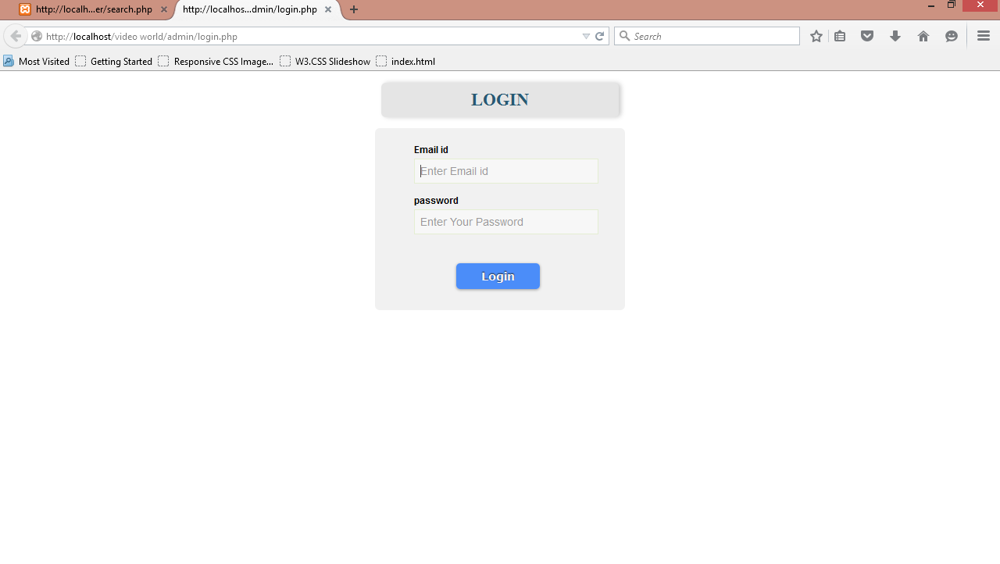 http://localh...er/search.php
http://localhos...dmin/login.php
http://localhost/video world/admin/login.php
Search
Most Visited
Getting Started
Responsive CSS Image...
W3.CSS Slideshow
index.html
LOGIN
Email id
Enter Email id
password
Enter Your Password
Login